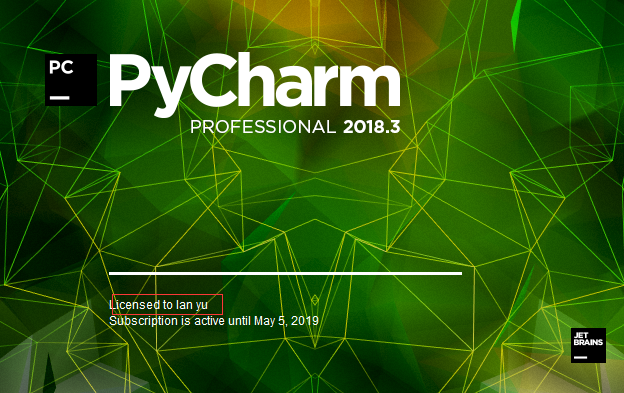 PC
PyCharm
PROFESSIONAL 2018.3
Licensed to lan yu
Subscription is active until May 5, 2019
JET
BRAINS